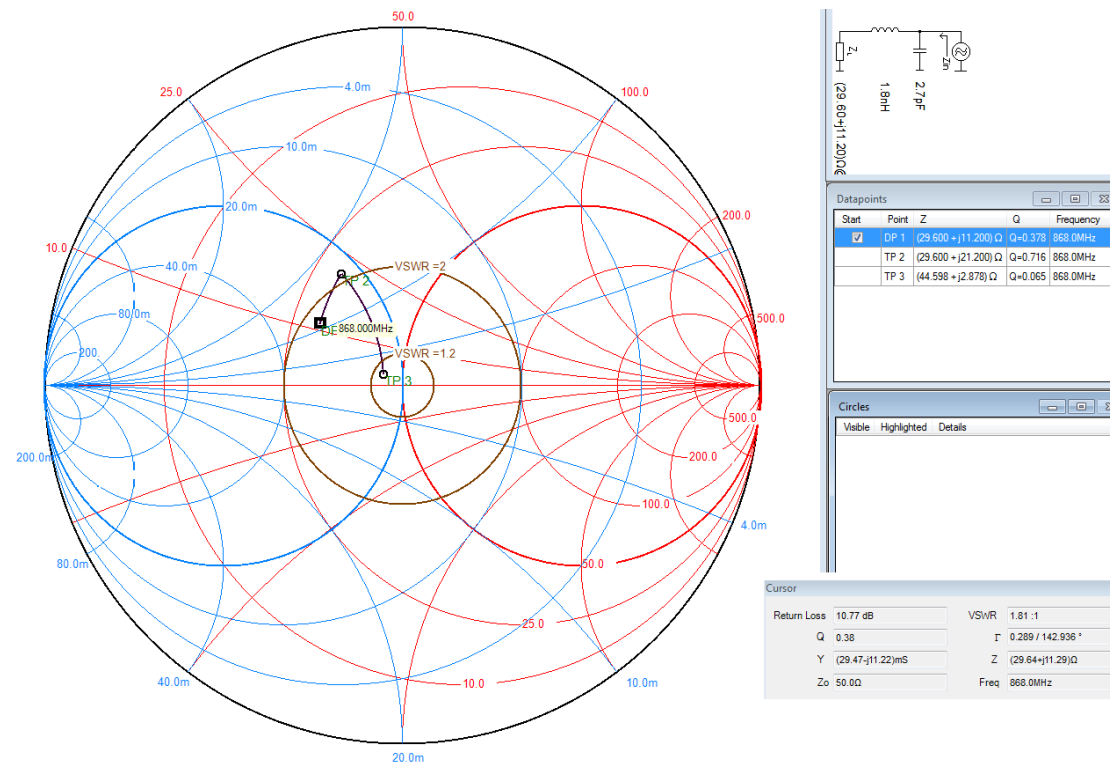 50.0
25.0
100.0
4.0m
10.0m
20.0m
200.0
10.0
40.0m
VSWR =2
TP 2
80.0m
500.0
868.000MHz
200.
VSWR =1.2
TP 3
500.0
200.0m
200.0
100.0
4.0m
80.0m
50.0
25.0
40.0m
10.0
10.0m
20.0m
ZL
Zin
(29.60+j11.20)Ω@
1.8nH
2.7pF
Datapoints
Start Point Z Q Frequency
DP 1 (29.600 + j11.200) Ω Q=0.378 868.0MHz
TP 2 (29.600 + j21.200) Ω Q=0.716 868.0MHz
TP 3 (44.598 + j2.878) Ω Q=0.065 868.0MHz
Circles
Visible Highlighted Details
Cursor
Return Loss 10.77 dB VSWR 1.81 :1
Q 0.38 Γ 0.289 / 142.936 °
Y (29.47-j11.22)mS Z (29.64+j11.29)Ω
Zo 50.0Ω Freq 868.0MHz